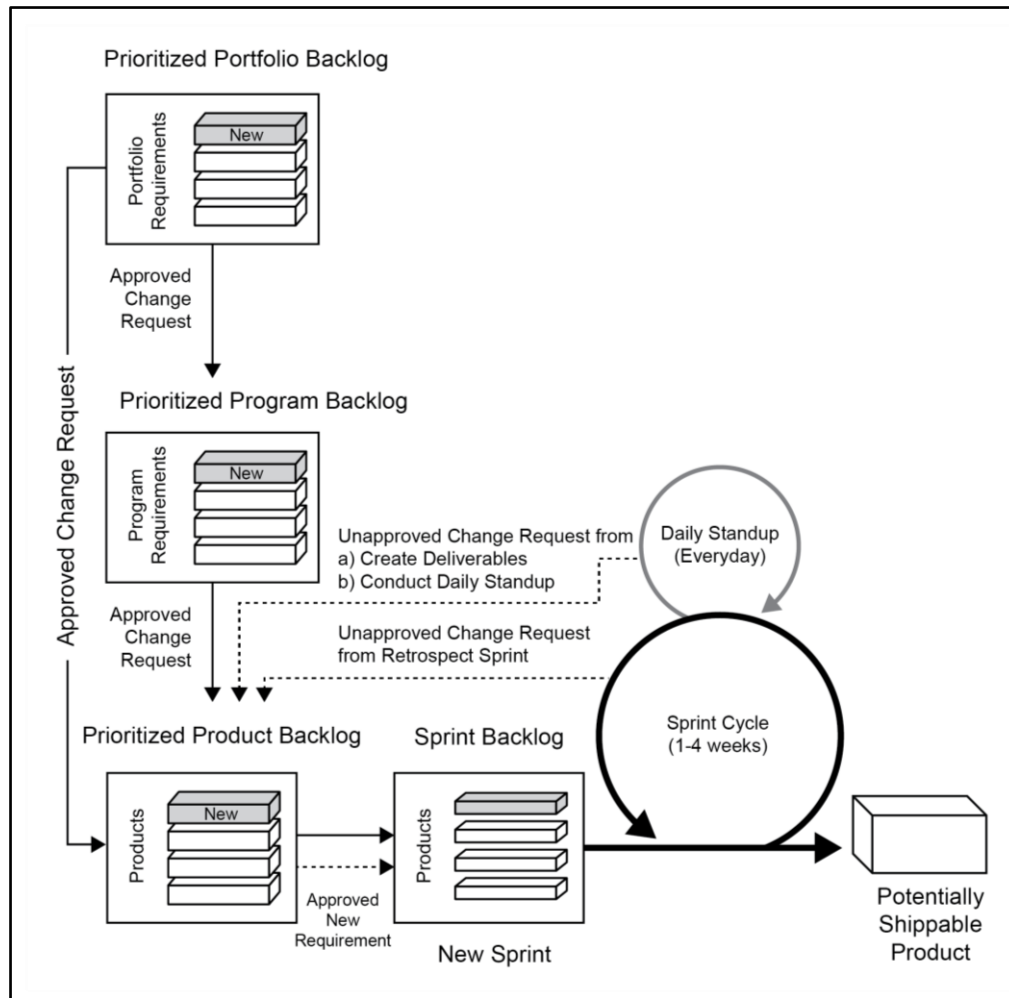 Prioritized Portfolio Backlog
Portfolio
Requirements
New
Approved
Change
Request
Approved Change Request
Prioritized Program Backlog
Program
Requirements
New
Approved
Change
Request
Unapproved Change Request from
a) Create Deliverables
b) Conduct Daily Standup
Daily Standup
(Everyday)
Unapproved Change Request
from Retrospect Sprint
Sprint Cycle
(1-4 weeks)
Prioritized Product Backlog
Products
New
Approved
New
Requirement
Sprint Backlog
Products
New Sprint
Potentially
Shippable
Product